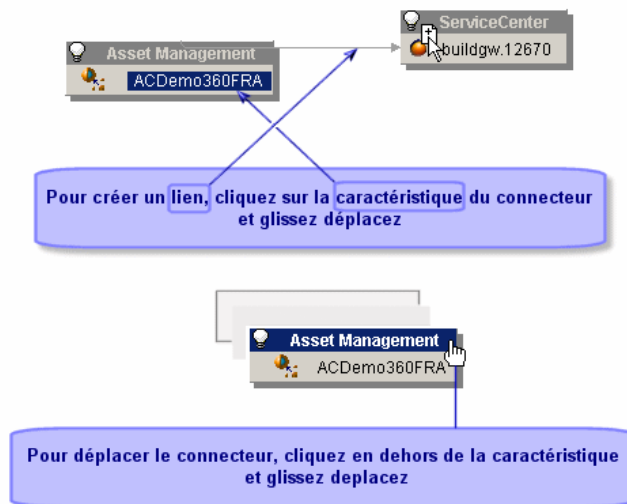 ServiceCenter
buildgw.12670
Asset Management
ACDemo360FRA
Pour créer un lien, cliquez sur la caractéristique du connecteur
et glissez déplacez
Asset Management
ACDemo360FRA
Pour déplacer le connecteur, cliquez en dehors de la caractéristique
et glissez deplacez